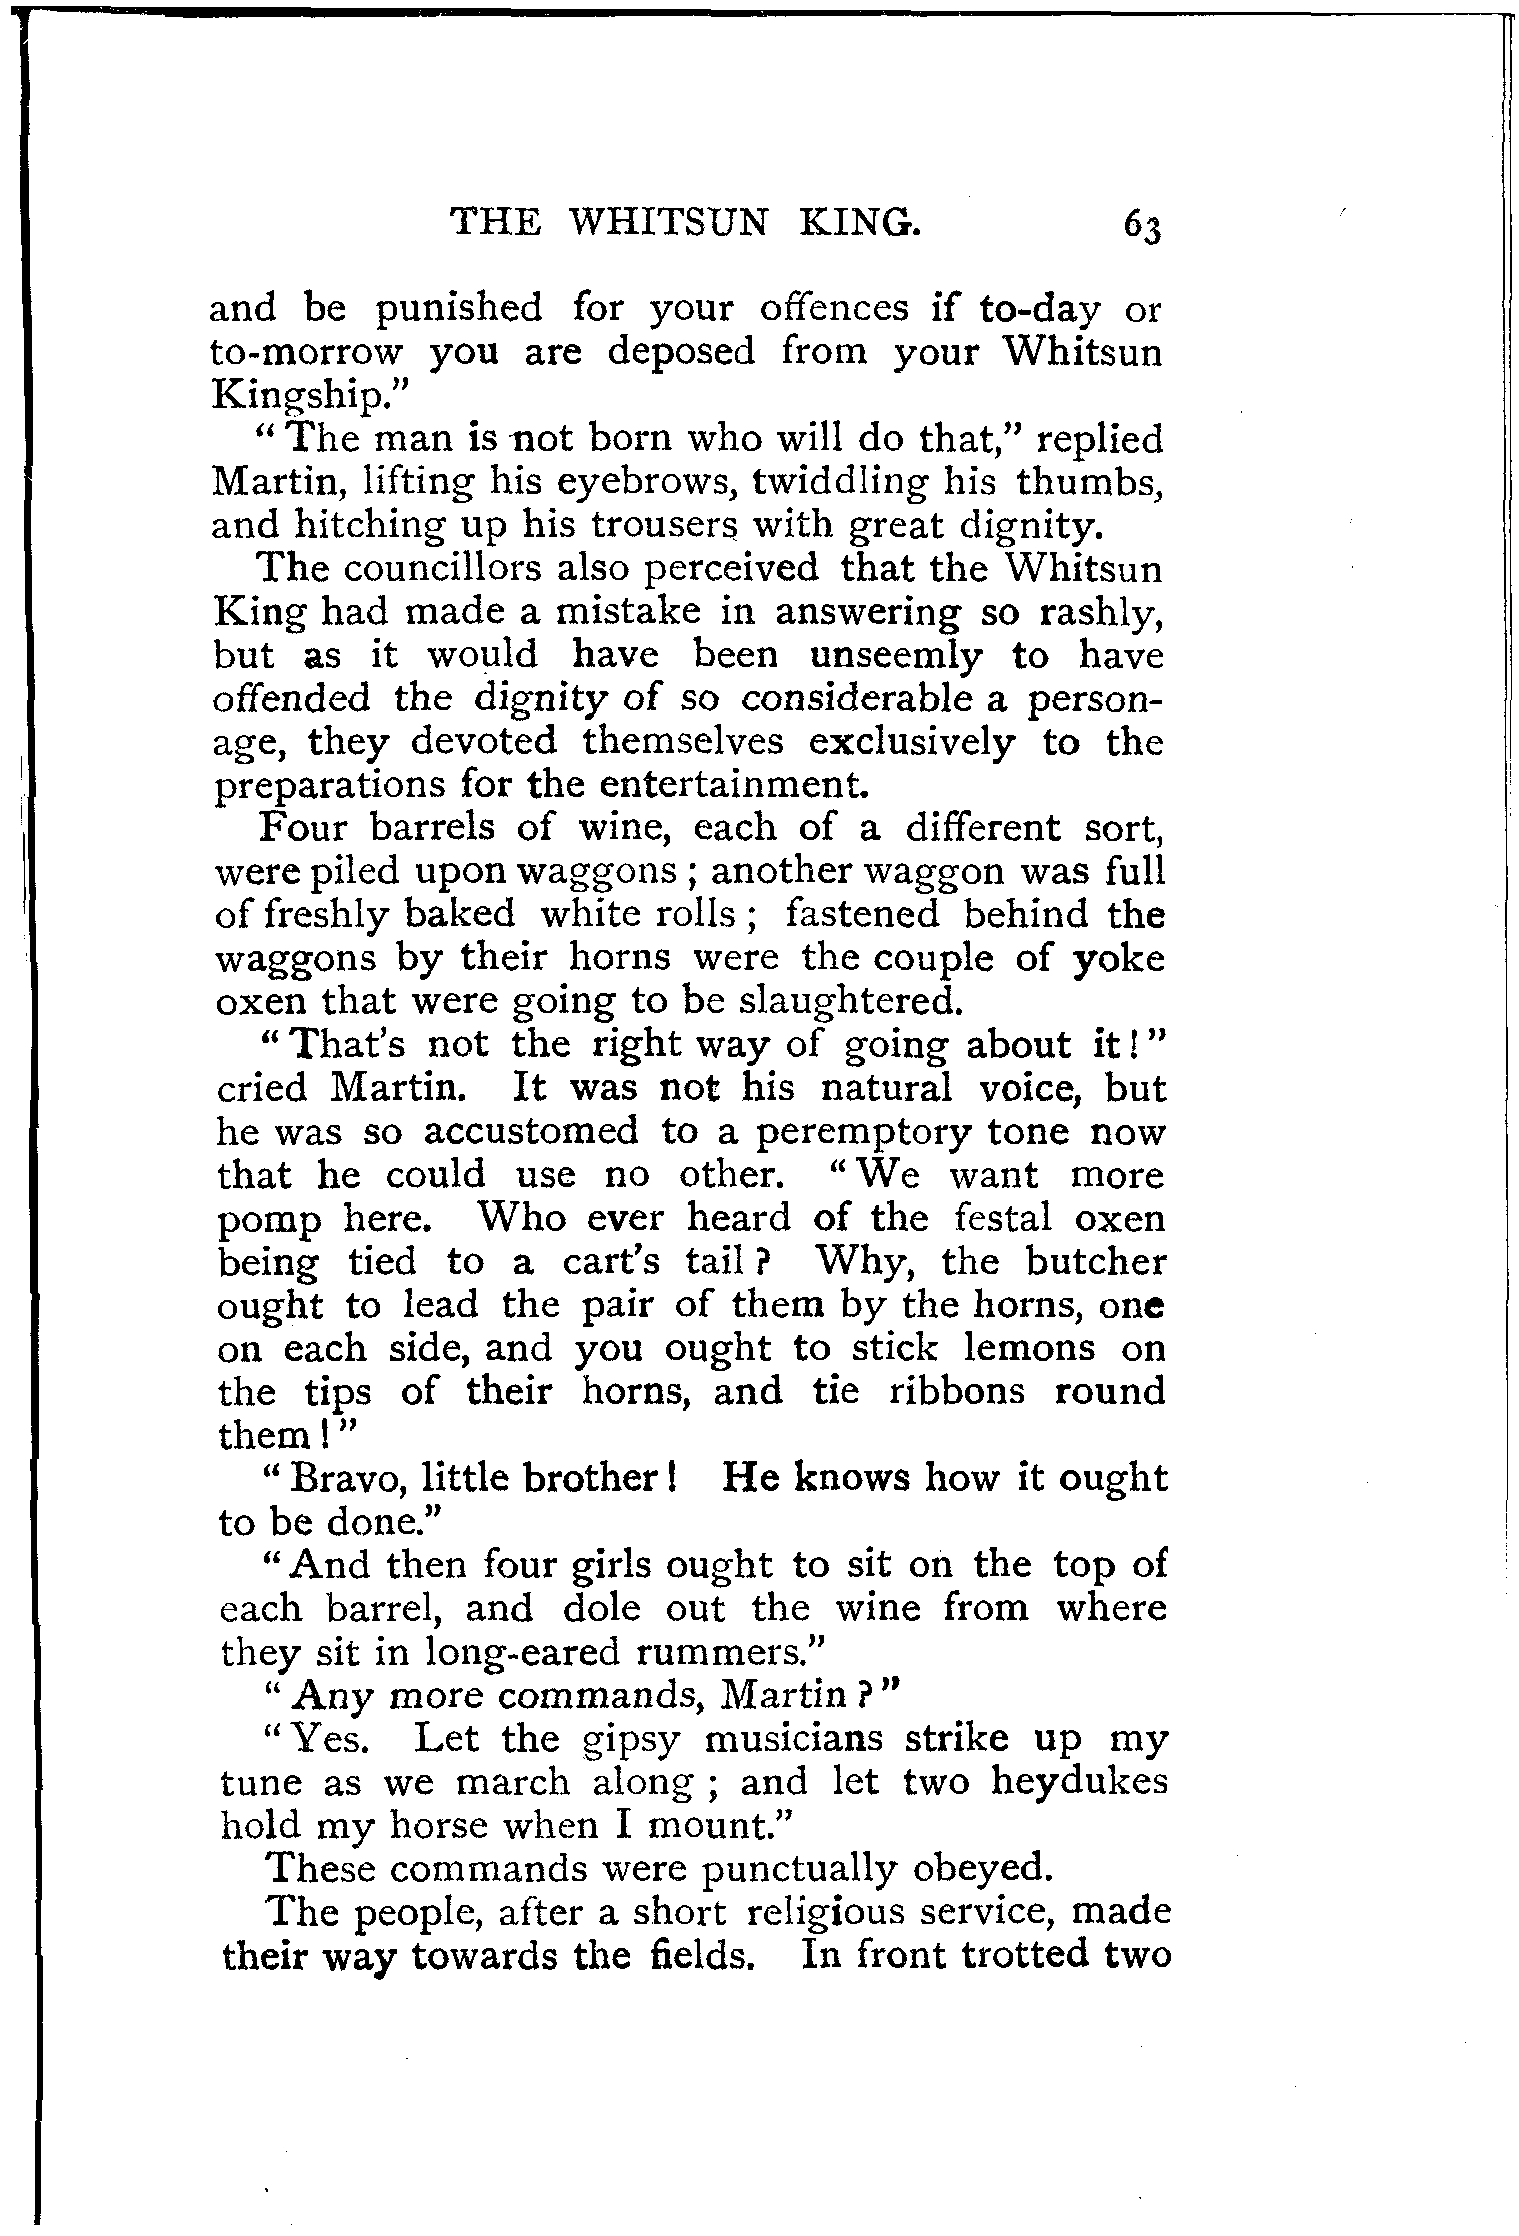 THE WHITSUN KING. 63
and be punished for your offences if to-day or
to-morrow you are deposed from your Whitsun
Kingship."
"The man is not born who will do that," replied
Martin, lifting his eyebrows, twiddling his thumbs,
and hitching up his trousers with great dignity.
The councillors also perceived that the Whitsun
King had made a mistake in answering so rashly,
but as it would have been unseemly to have
offended the dignity of so considerable a person-
age, they devoted themselves exclusively to the
preparations for the entertainment.
Four barrels of wine, each of a different sort,
were piled upon waggons; another waggon was full
of freshly baked white rolls; fastened behind the
waggons by their horns were the couple of yoke
oxen that were going to be slaughtered.
"That's not the right way of going about it!"
cried Martin. It was not his natural voice, but
he was so accustomed to a peremptory tone now
that he could use no other. "We want more
pomp here. Who ever heard of the festal oxen
being tied to a cart's tail? Why, the butcher
ought to lead the pair of them by the horns, one
on each side, and you ought to stick lemons on
the tips of their horns, and tie ribbons round
them!"
"Bravo, little brother! He knows how it ought
to be done."
"And then four girls ought to sit on the top of
each barrel, and dole out the wine from where
they sit in long-eared rummers."
"Any more commands, Martin?"
"Yes. Let the gipsy musicians strike up my
tune as we march along; and let two heydukes
hold my horse when I mount."
These commands were punctually obeyed.
The people, after a short religious service, made
their way towards the fields. In front trotted two